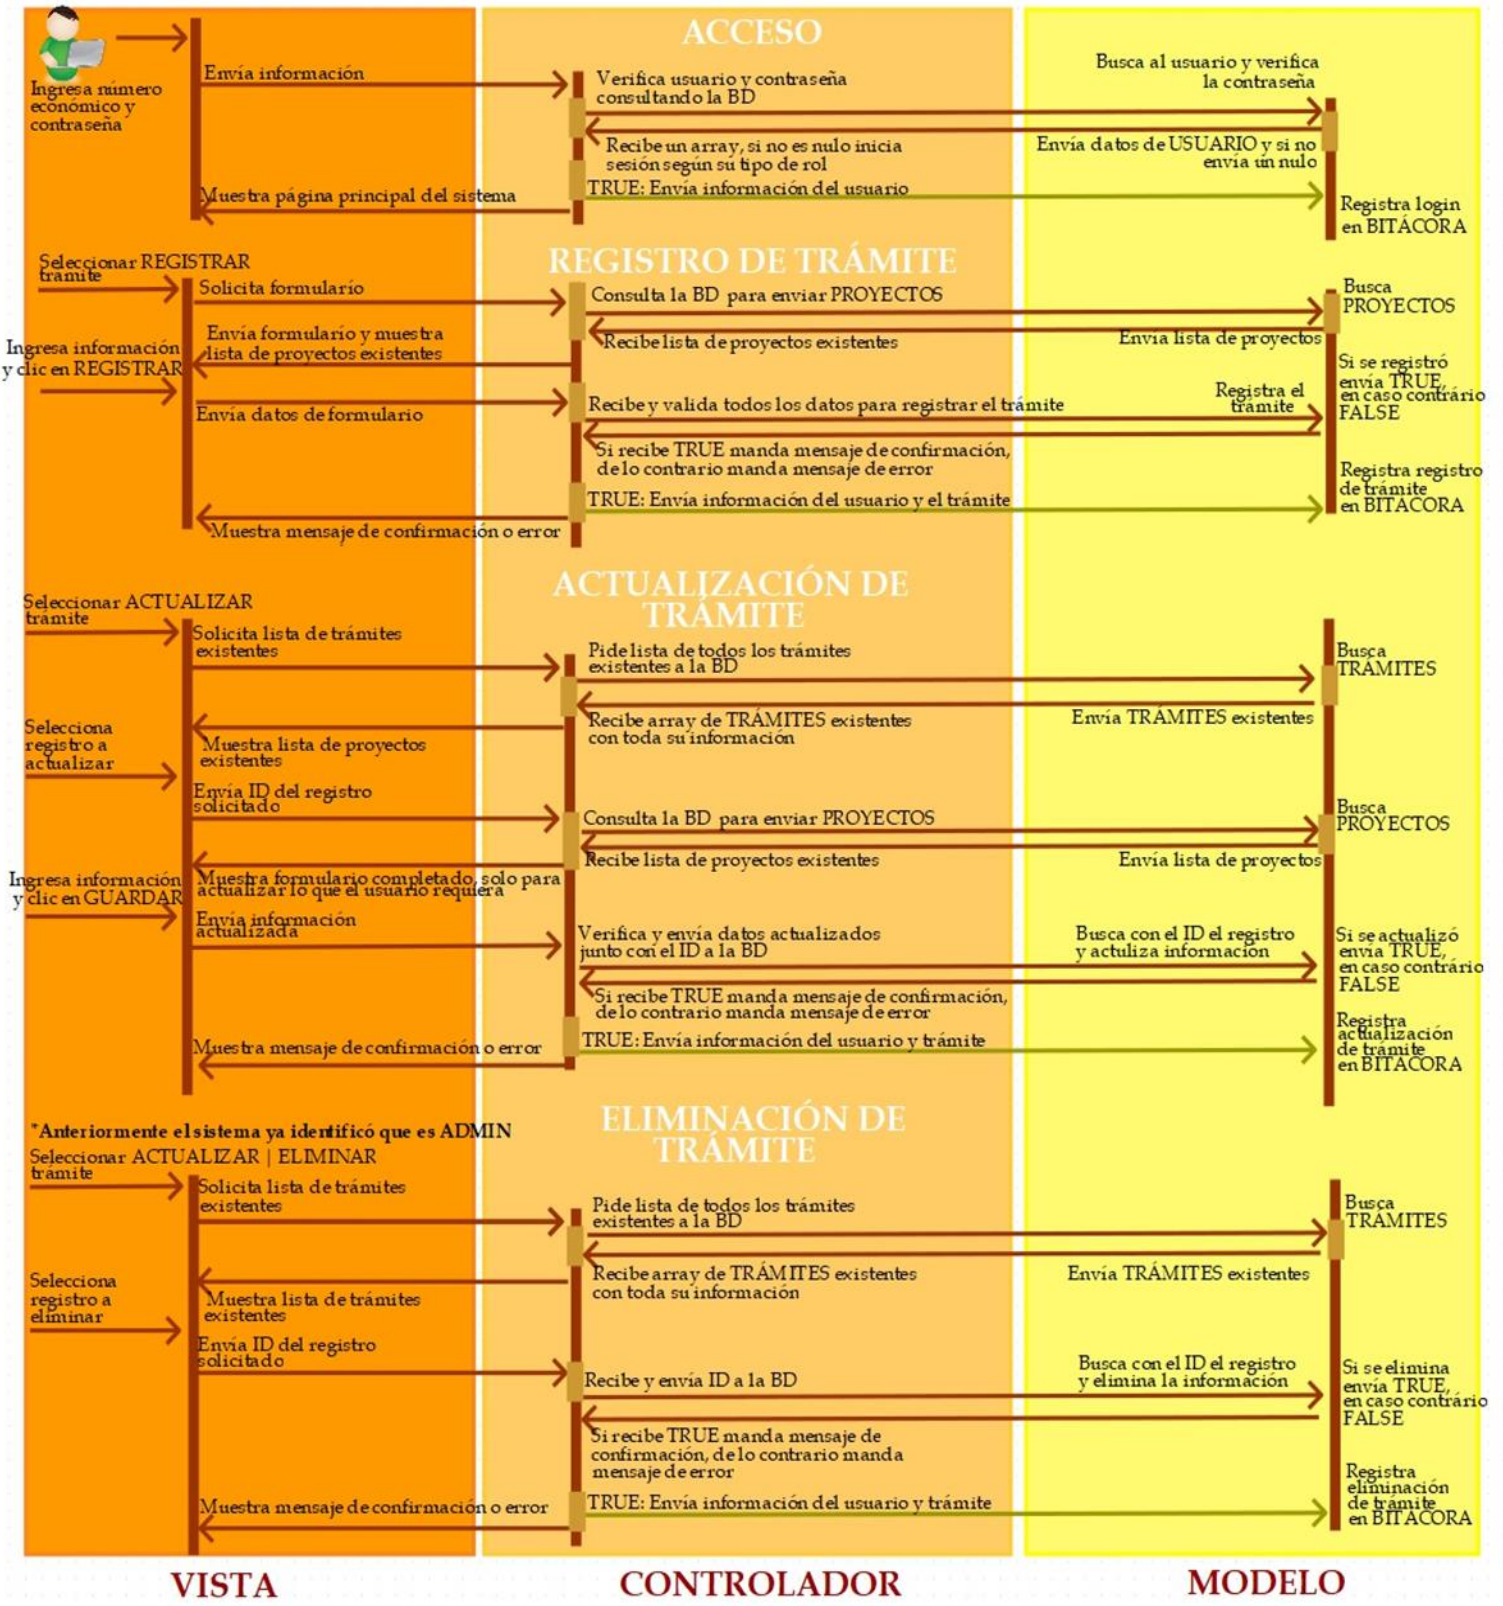 ACCESO
Ingresa número
económico y
contraseña
Envía información
Verifica usuario y contraseña
consultando la BD
Busca al usuario y verifica
la contraseña
Recibe un array, si no es nulo inicia
sesión según su tipo de rol
Envía datos de USUARIO y si no
envía un nulo
TRUE: Envía información del usuario
Muestra página principal del sistema
Registra login
en BITÁCORA
REGISTRO DE TRÁMITE
Seleccionar REGISTRAR
tramite
Solicita formulario
Consulta la BD para enviar PROYECTOS
Busca
PROYECTOS
Envía formulario y muestra
lista de proyectos existentes
Recibe lista de proyectos existentes
Envía lista de proyectos
Ingresa información
y clic en REGISTRAR
Envía datos de formulario
Recibe y valida todos los datos para registrar el trámite
Registra el
trámite
Si se registró
envía TRUE,
en caso contrário
FALSE
Si recibe TRUE manda mensaje de confirmación,
de lo contrario manda mensaje de error
TRUE: Envía información del usuario y el trámite
Registra registro
de trámite
en BITACORA
Muestra mensaje de confirmación o error
ACTUALIZACIÓN DE
TRÁMITE
Seleccionar ACTUALIZAR
trámite
Solicita lista de trámites
existentes
Pide lista de todos los trámites
existentes a la BD
Busca
TRÁMITES
Recibe array de TRÁMITES existentes
con toda su información
Envía TRÁMITES existentes
Selecciona
registro a
actualizar
Muestra lista de proyectos
existentes
Envía ID del registro
solicitado
Consulta la BD para enviar PROYECTOS
Busca
PROYECTOS
Recibe lista de proyectos existentes
Envía lista de proyectos
Ingresa información
y clic en GUARDAR
Muestra formulario completado, solo para
actualizar lo que el usuario requiera
Envía información
actualizada
Verifica y envía datos actualizados
junto con el ID a la BD
Busca con el ID el registro
y actuliza información
Si se actualizó
envía TRUE,
en caso contrário
FALSE
Si recibe TRUE manda mensaje de confirmación,
de lo contrario manda mensaje de error
TRUE: Envía información del usuario y trámite
Muestra mensaje de confirmación o error
Registra
actualización
de trámite
en BITACORA
ELIMINACIÓN DE
TRÁMITE
*Anteriormente el sistema ya identificó que es ADMIN
Seleccionar ACTUALIZAR | ELIMINAR
trámite
Solicita lista de trámites
existentes
Pide lista de todos los trámites
existentes a la BD
Busca
TRÁMITES
Recibe array de TRÁMITES existentes
con toda su información
Envía TRÁMITES existentes
Selecciona
registro a
eliminar
Muestra lista de trámites
existentes
Envía ID del registro
solicitado
Recibe y envía ID a la BD
Busca con el ID el registro
y elimina la información
Si se elimina
envía TRUE,
en caso contrário
FALSE
Si recibe TRUE manda mensaje de
confirmación, de lo contrario manda
mensaje de error
TRUE: Envía información del usuario y trámite
Muestra mensaje de confirmación o error
Registra
eliminación
de trámite
en BITACORA
VISTA
CONTROLADOR
MODELO